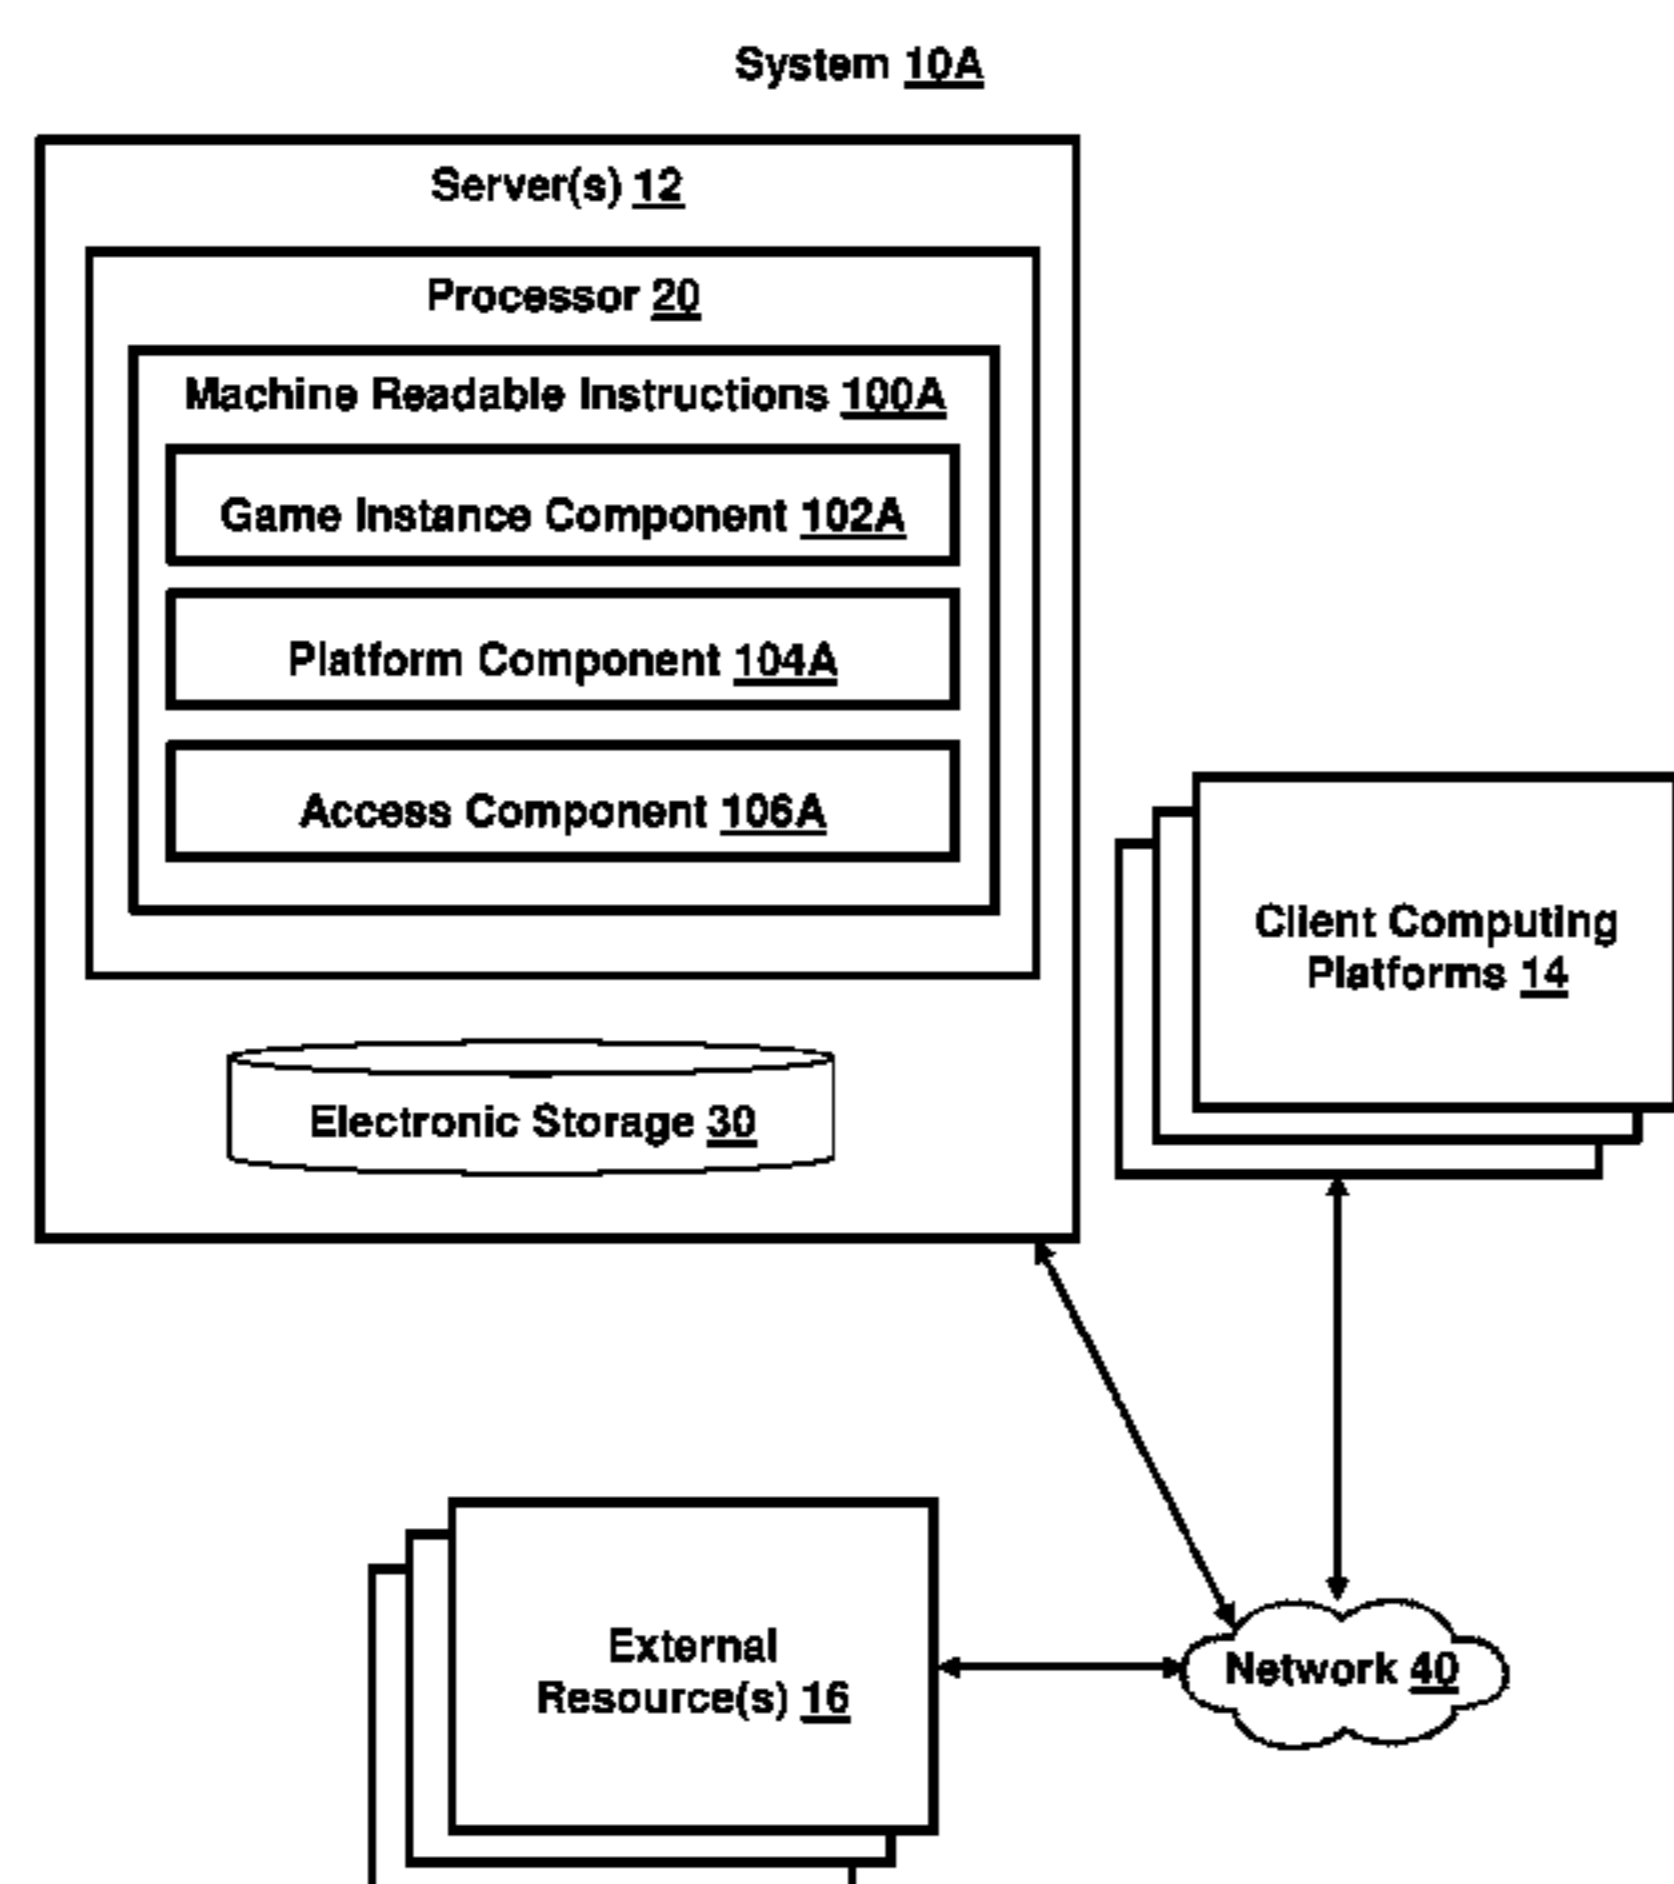 System 10A
Server(s) 12
Processor 20
Machine Readable Instructions 100A
Game Instance Component 102A
Platform Component 104A
Access Component 106A
Electronic Storage 30
Client Computing
Platforms 14
External
Resource(s) 16
Network 40